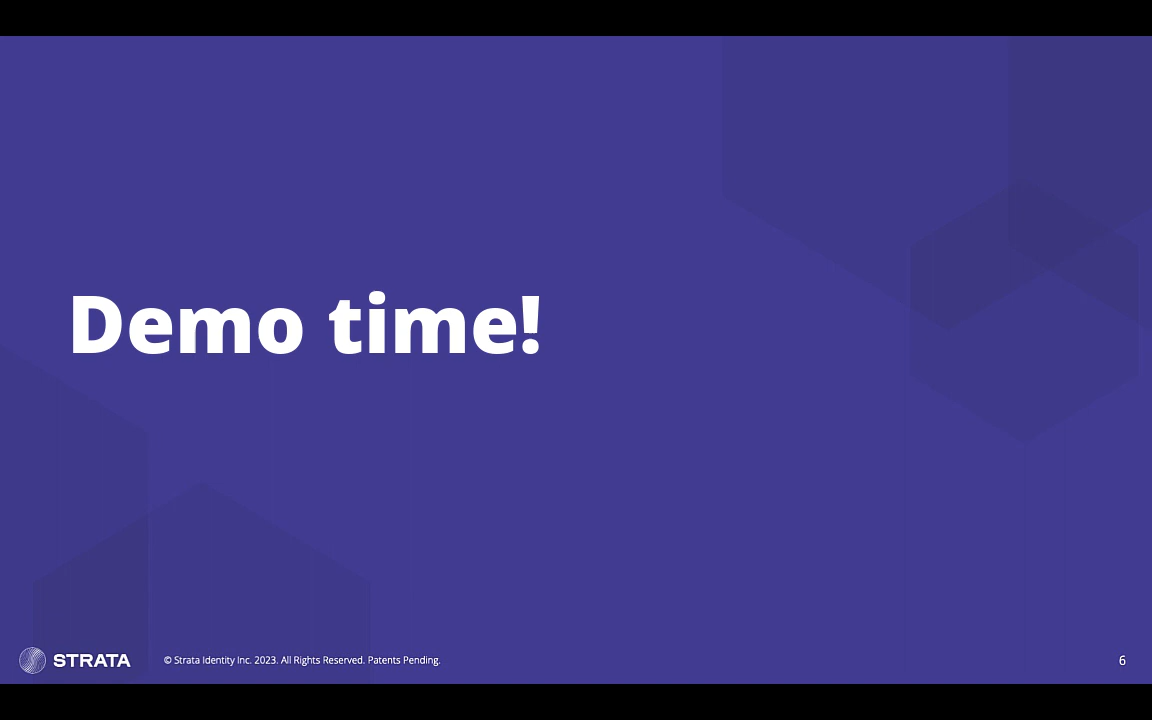 Demo time!
STRATA
© Strata Identity Inc. 2023. All Rights Reserved. Patents Pending.
6